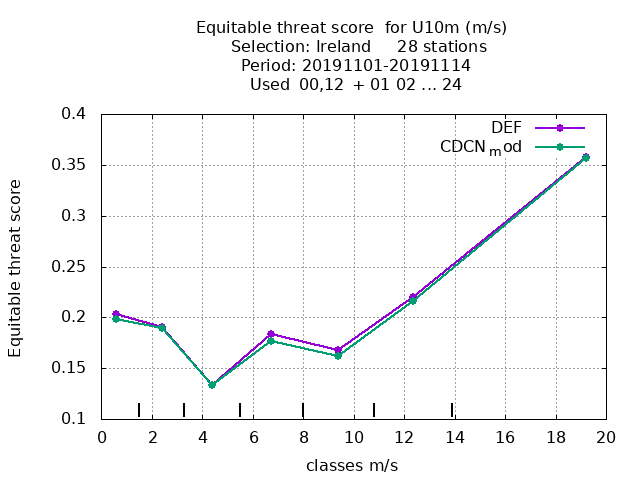 Equitable threat score  for U10m (m/s)
Selection: Ireland     28 stations
Period: 20191101-20191114
Used  00,12  + 01 02 ... 24
DEF
CDCN_mod
Equitable threat score
0.4
0.35
0.3
0.25
0.2
0.15
0.1
0 2 4 6 8 10 12 14 16 18 20
classes m/s